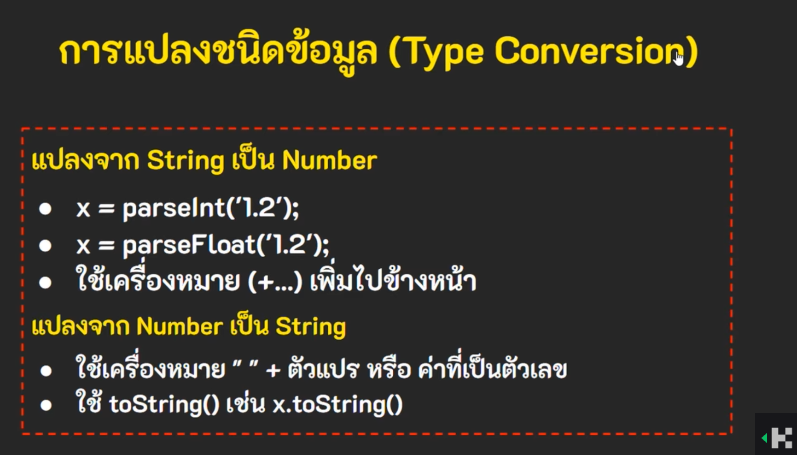 การแปลงชนิดข้อมูล (Type Conversion)
แปลงจาก String เป็น Number
● x = parseInt('1.2');
● x = parseFloat('1.2');
● ใช้เครื่องหมาย (+...) เพิ่มไปข้างหน้า
แปลงจาก Number เป็น String
● ใช้เครื่องหมาย " " + ตัวแปร หรือ ค่าที่เป็นตัวเลข
● ใช้ toString() เช่น x.toString()